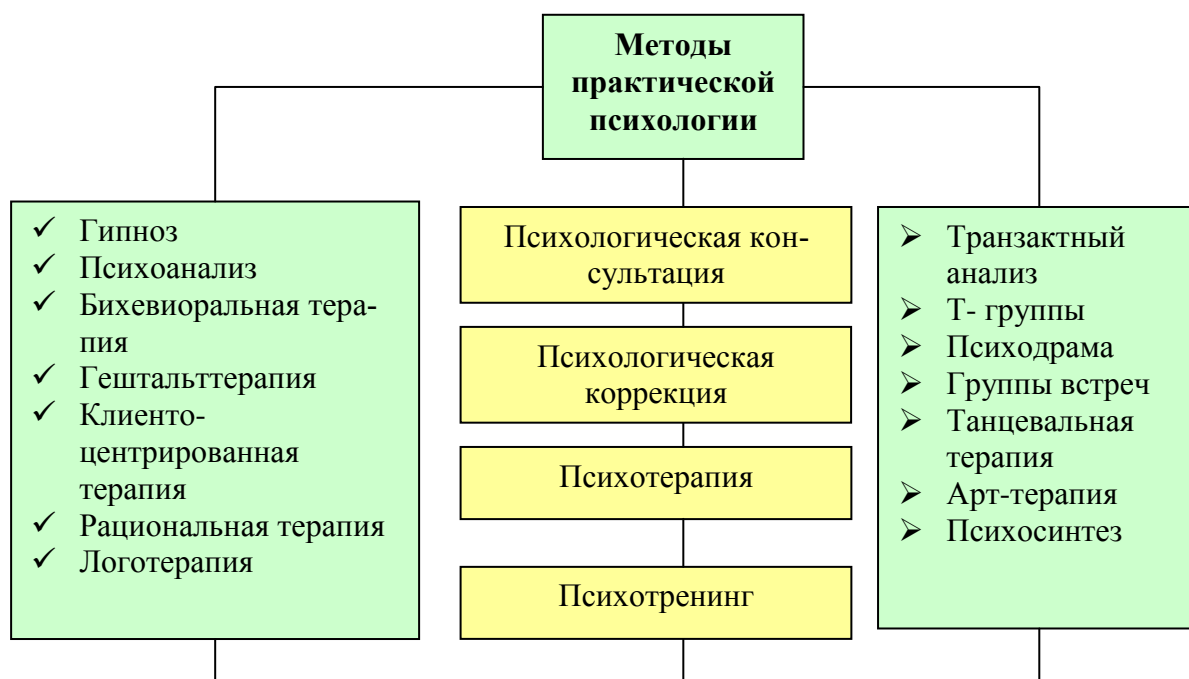 Методы
практической
психологии
Гипноз
Психоанализ
Бихевиоральная тера-
пия
Гештальттерапия
Клиенто-
центрированная
терапия
Рациональная терапия
Логотерапия
Психологическая кон-
сультация
Психологическая
коррекция
Психотерапия
Психотренинг
Транзактный
анализ
Т- группы
Психодрама
Группы встреч
Танцевальная
терапия
Арт-терапия
Психосинтез